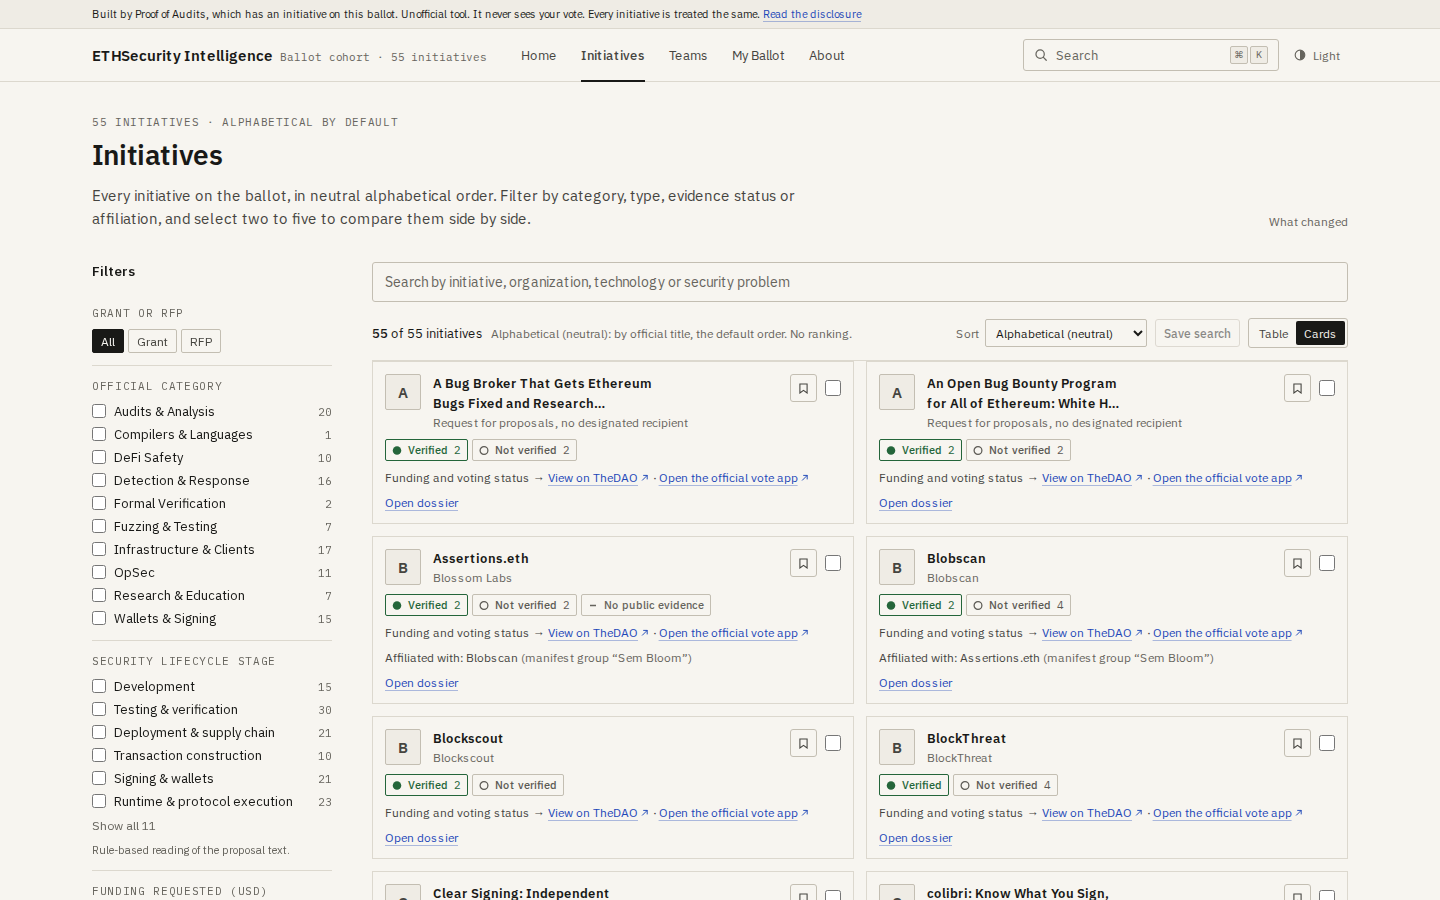 Built by Proof of Audits, which has an initiative on this ballot. Unofficial tool. It never sees your vote. Every initiative is treated the same. Read the disclosure
ETHSecurity Intelligence Ballot cohort · 55 initiatives Home Initiatives Teams My Ballot About Search ⌘ K Light
55 INITIATIVES · ALPHABETICAL BY DEFAULT
Initiatives
Every initiative on the ballot, in neutral alphabetical order. Filter by category, type, evidence status or
affiliation, and select two to five to compare them side by side.
What changed
Filters
GRANT OR RFP
All Grant RFP
OFFICIAL CATEGORY
Audits & Analysis 20
Compilers & Languages 1
DeFi Safety 10
Detection & Response 16
Formal Verification 2
Fuzzing & Testing 7
Infrastructure & Clients 17
OpSec 11
Research & Education 7
Wallets & Signing 15
SECURITY LIFECYCLE STAGE
Development 15
Testing & verification 30
Deployment & supply chain 21
Transaction construction 10
Signing & wallets 21
Runtime & protocol execution 23
Show all 11
Rule-based reading of the proposal text.
FUNDING REQUESTED (USD)
Search by initiative, organization, technology or security problem
55 of 55 initiatives Alphabetical (neutral): by official title, the default order. No ranking. Sort Alphabetical (neutral) Save search Table Cards
A
A Bug Broker That Gets Ethereum
Bugs Fixed and Research...
Request for proposals, no designated recipient
Verified 2 Not verified 2
Funding and voting status → View on TheDAO ↗ · Open the official vote app ↗
Open dossier
A
An Open Bug Bounty Program
for All of Ethereum: White H...
Request for proposals, no designated recipient
Verified 2 Not verified 2
Funding and voting status → View on TheDAO ↗ · Open the official vote app ↗
Open dossier
B
Assertions.eth
Blossom Labs
Verified 2 Not verified 2 – No public evidence
Funding and voting status → View on TheDAO ↗ · Open the official vote app ↗
Affiliated with: Blobscan (manifest group “Sem Bloom”)
Open dossier
B
Blobscan
Blobscan
Verified 2 Not verified 4
Funding and voting status → View on TheDAO ↗ · Open the official vote app ↗
Affiliated with: Assertions.eth (manifest group “Sem Bloom”)
Open dossier
B
Blockscout
Blockscout
Verified 2 Not verified
Funding and voting status → View on TheDAO ↗ · Open the official vote app ↗
Open dossier
B
BlockThreat
BlockThreat
Verified Not verified 4
Funding and voting status → View on TheDAO ↗ · Open the official vote app ↗
Open dossier
Clear Signing: Independent
colibri: Know What You Sign,